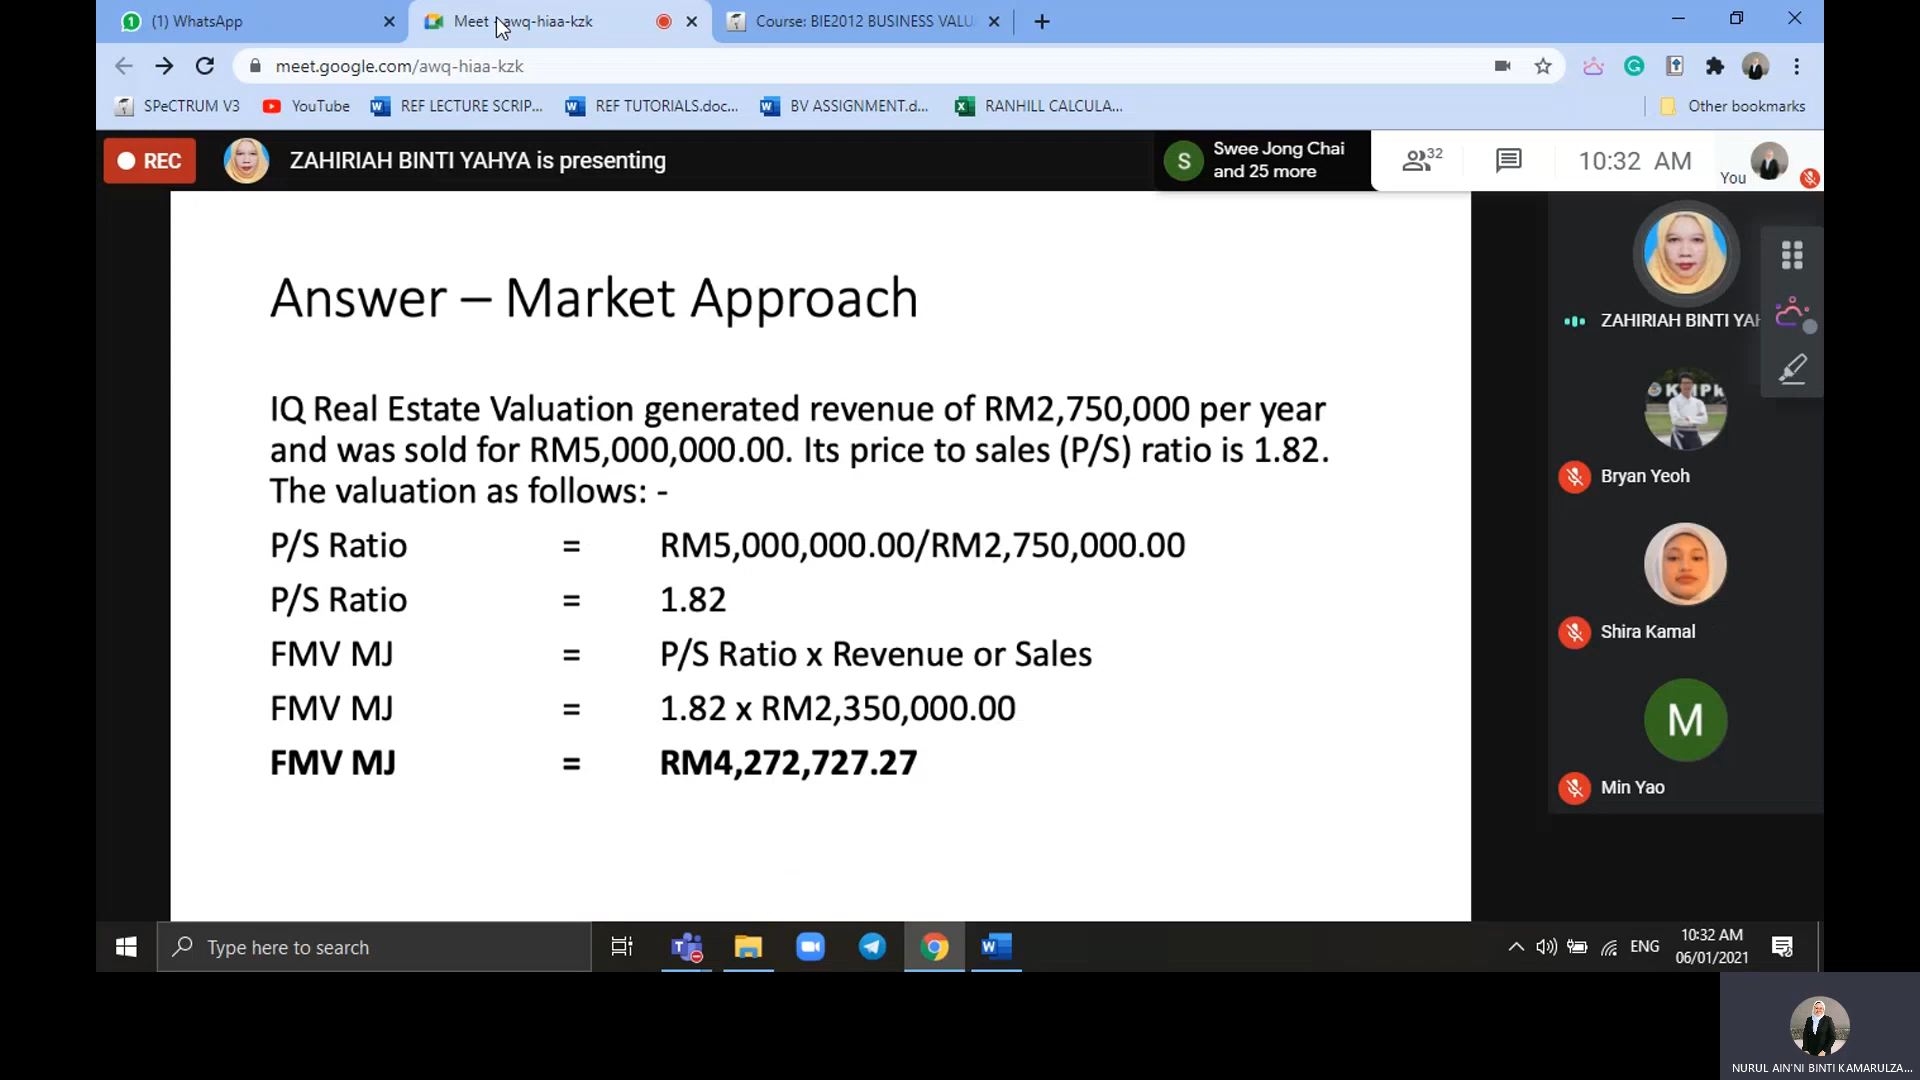 (1) WhatsApp
Meet - awq-hiaa-kzk
Course: BIE2012 BUSINESS VALU
meet.google.com/awq-hiaa-kzk
SPeCTRUM V3
YouTube
REF LECTURE SCRIP...
REF TUTORIALS.doc...
BV ASSIGNMENT.d...
RANHILL CALCULA...
Other bookmarks
REC
ZAHIRIAH BINTI YAHYA is presenting
S
Swee Jong Chai
and 25 more
32
10:32 AM
You
Answer – Market Approach
IQ Real Estate Valuation generated revenue of RM2,750,000 per year
and was sold for RM5,000,000.00. Its price to sales (P/S) ratio is 1.82.
The valuation as follows: -
P/S Ratio = RM5,000,000.00/RM2,750,000.00
P/S Ratio = 1.82
FMV MJ = P/S Ratio x Revenue or Sales
FMV MJ = 1.82 x RM2,350,000.00
FMV MJ = RM4,272,727.27
ZAHIRIAH BINTI YAH
Bryan Yeoh
Shira Kamal
M
Min Yao
Type here to search
ENG
10:32 AM
06/01/2021
NURUL AIN'NI BINTI KAMARULZA...